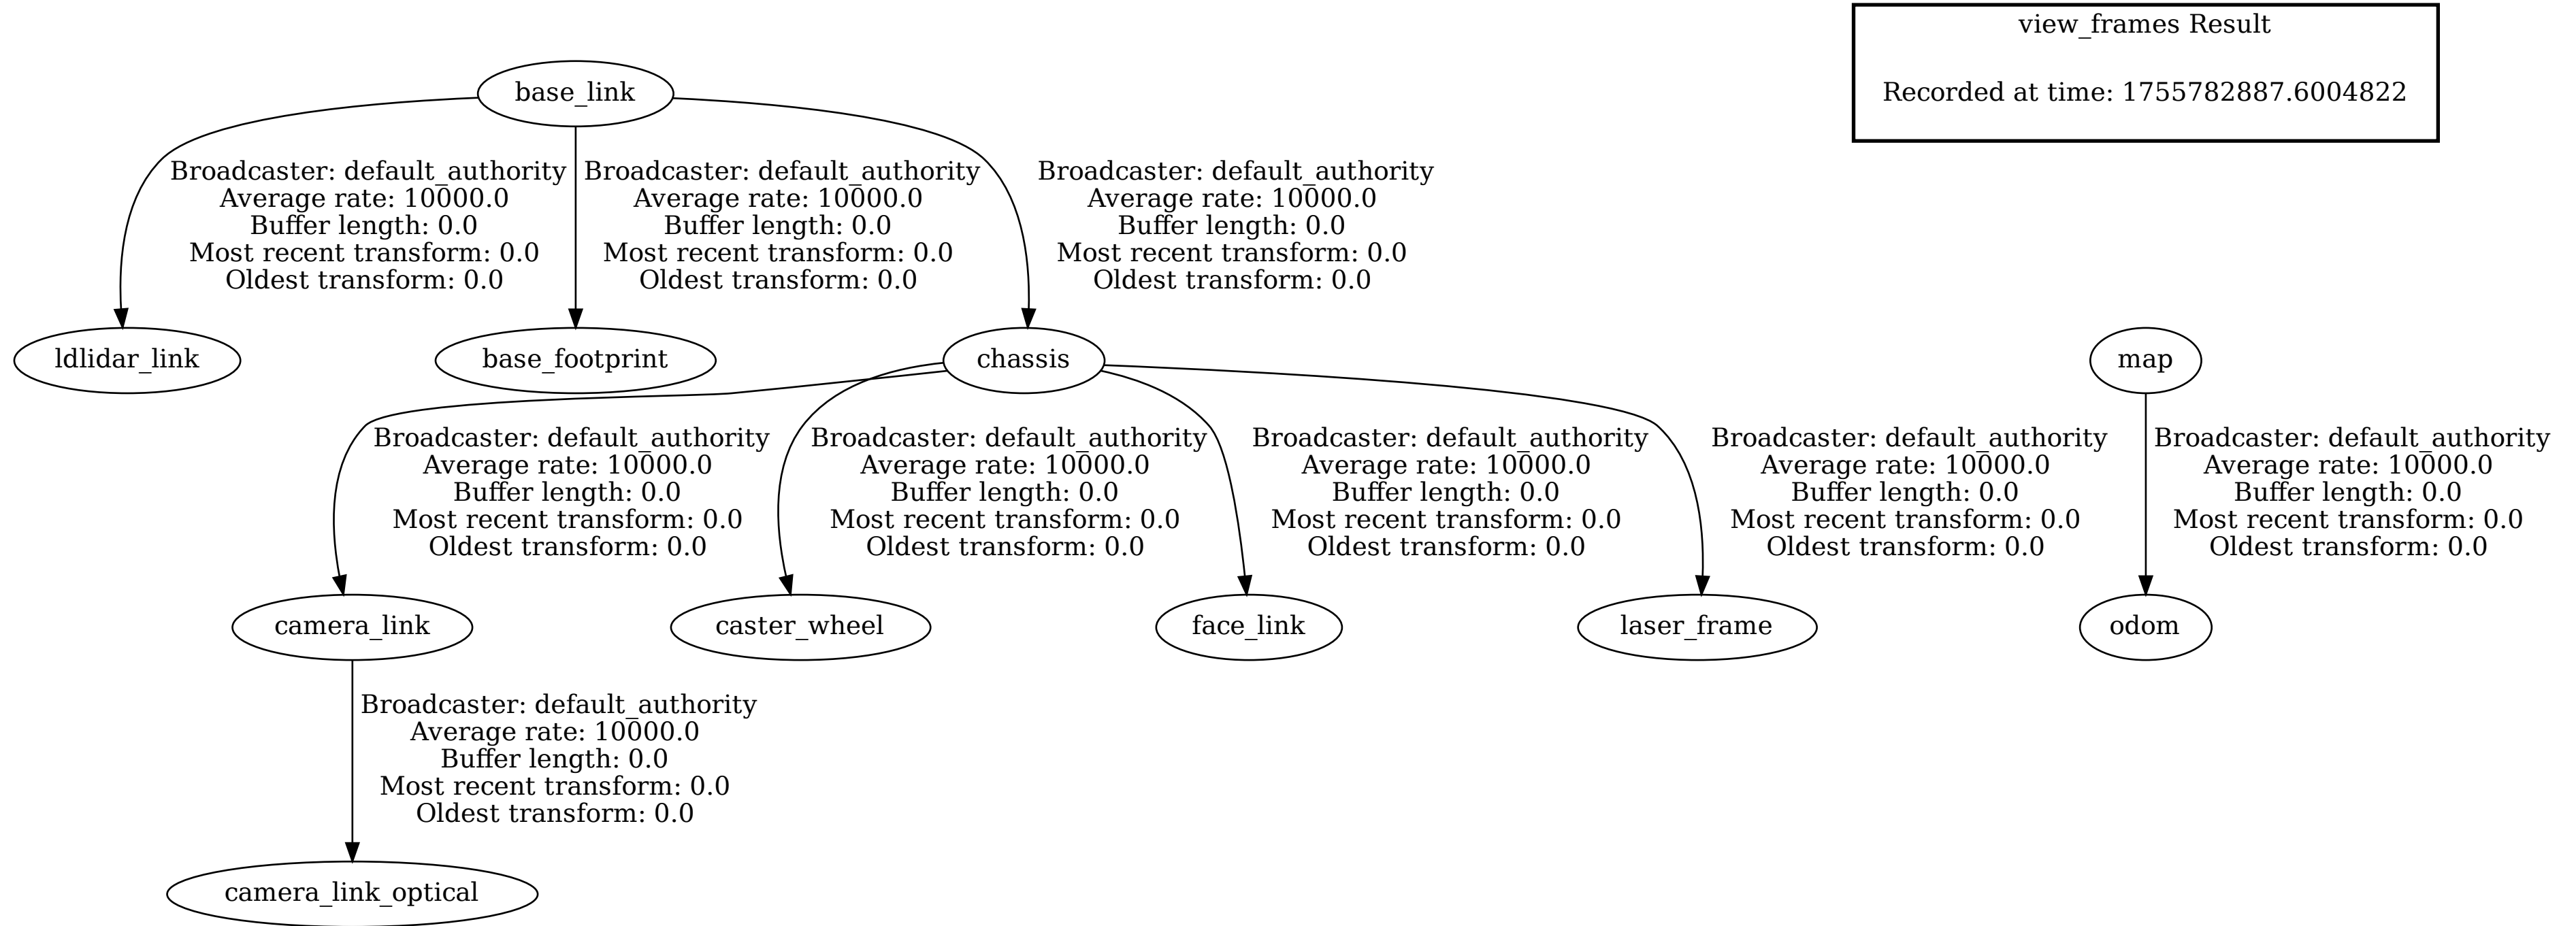 view_frames Result
Recorded at time: 1755782887.6004822
base_link
Broadcaster: default_authority
Average rate: 10000.0
Buffer length: 0.0
Most recent transform: 0.0
Oldest transform: 0.0
Broadcaster: default_authority
Average rate: 10000.0
Buffer length: 0.0
Most recent transform: 0.0
Oldest transform: 0.0
Broadcaster: default_authority
Average rate: 10000.0
Buffer length: 0.0
Most recent transform: 0.0
Oldest transform: 0.0
ldlidar_link
base_footprint
chassis
map
Broadcaster: default_authority
Average rate: 10000.0
Buffer length: 0.0
Most recent transform: 0.0
Oldest transform: 0.0
Broadcaster: default_authority
Average rate: 10000.0
Buffer length: 0.0
Most recent transform: 0.0
Oldest transform: 0.0
Broadcaster: default_authority
Average rate: 10000.0
Buffer length: 0.0
Most recent transform: 0.0
Oldest transform: 0.0
Broadcaster: default_authority
Average rate: 10000.0
Buffer length: 0.0
Most recent transform: 0.0
Oldest transform: 0.0
Broadcaster: default_authority
Average rate: 10000.0
Buffer length: 0.0
Most recent transform: 0.0
Oldest transform: 0.0
camera_link
caster_wheel
face_link
laser_frame
odom
Broadcaster: default_authority
Average rate: 10000.0
Buffer length: 0.0
Most recent transform: 0.0
Oldest transform: 0.0
camera_link_optical